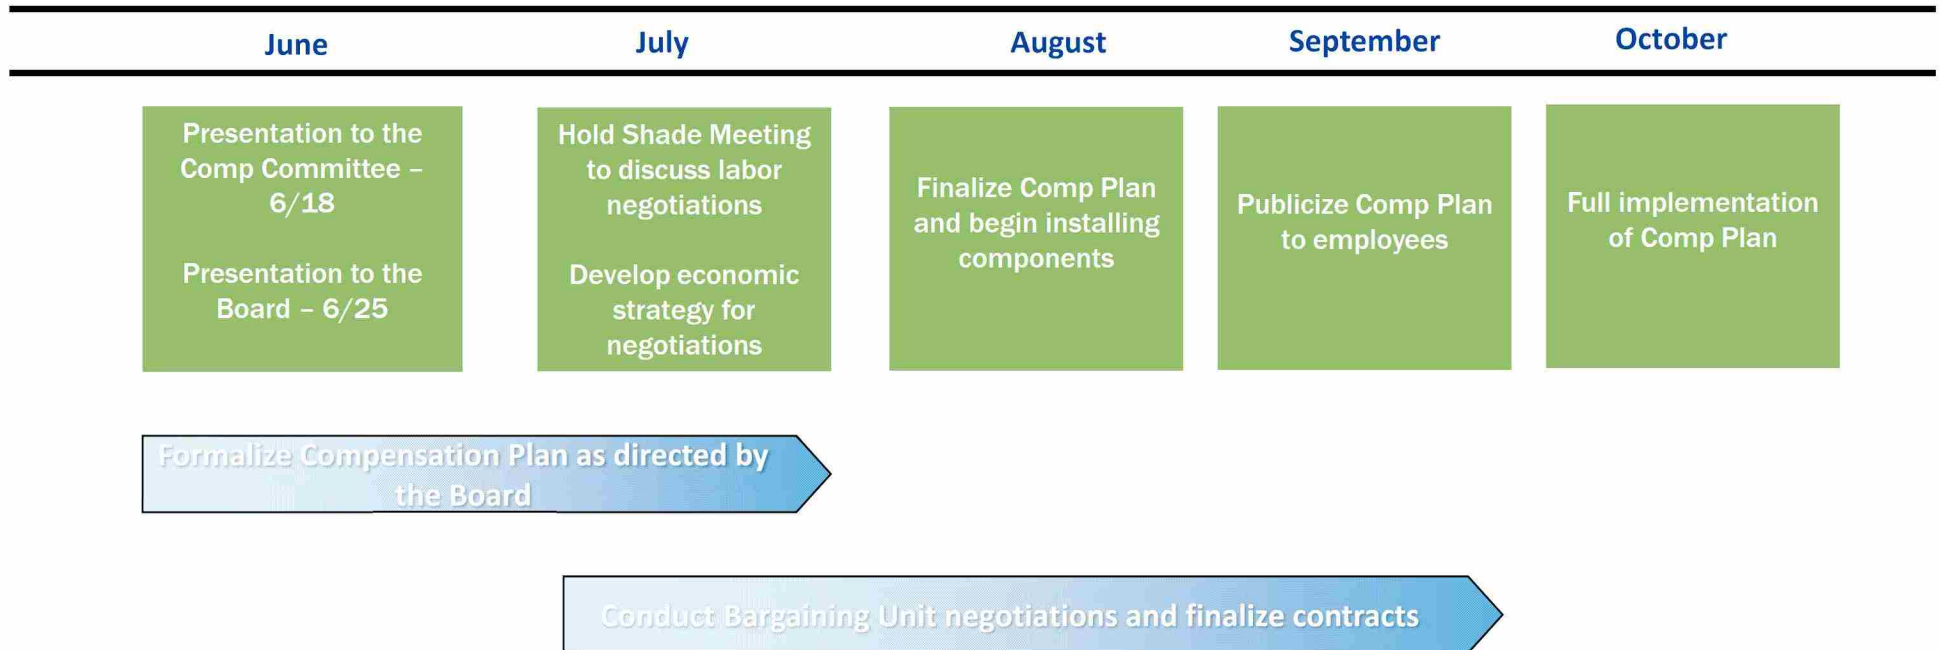 June
July
August
September
October
Presentation to the
Comp Committee –
6/18
Presentation to the
Board – 6/25
Hold Shade Meeting
to discuss labor
negotiations
Develop economic
strategy for
negotiations
Finalize Comp Plan
and begin installing
components
Publicize Comp Plan
to employees
Full implementation
of Comp Plan
Formalize Compensation Plan as directed by
the Board
Conduct Bargaining Unit negotiations and finalize contracts